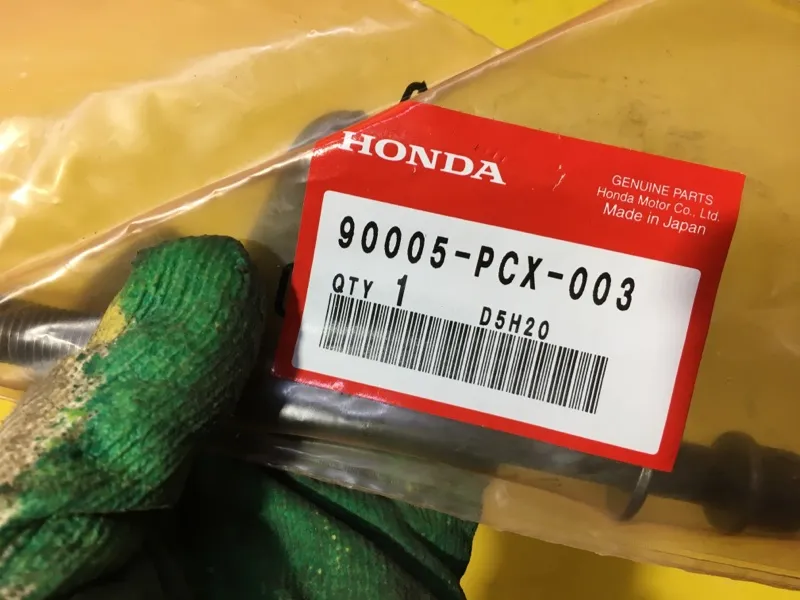 HONDA
GENUINE PARTS
Honda Motor Co., Ltd.
Made in Japan
90005-PCX-003
QTY 1 D5H20